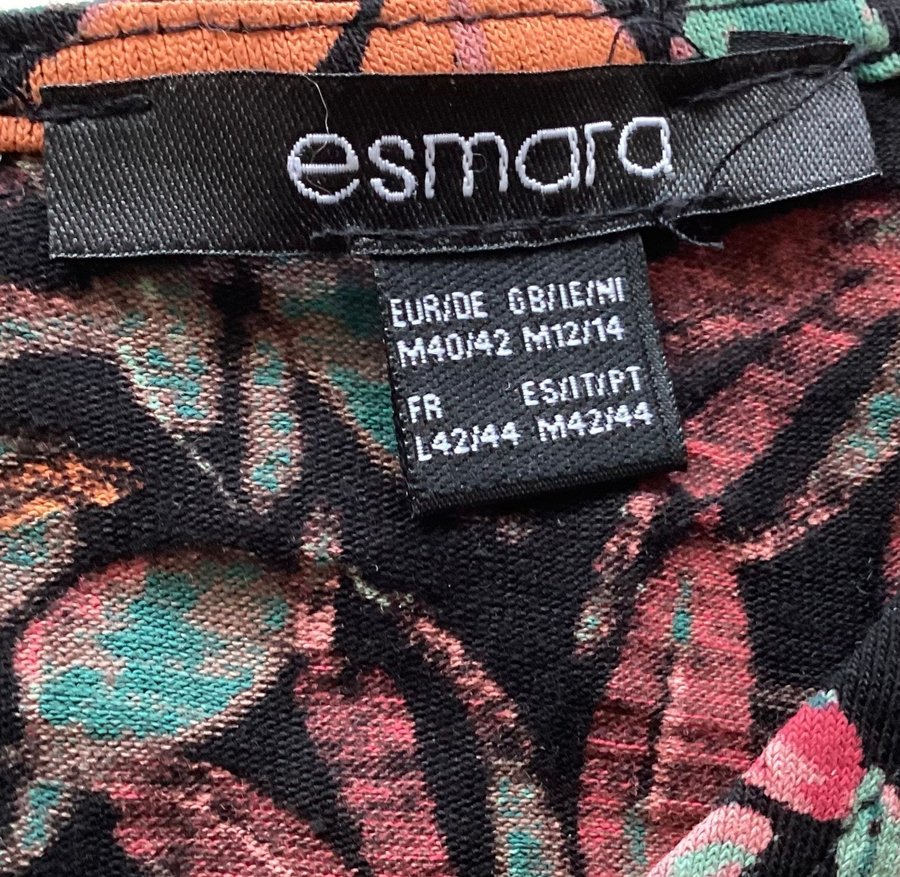 esmara
EUR/DE GB/IE/NI
M40/42 M12/14
FR ES/IT/PT
L42/44 M42/44